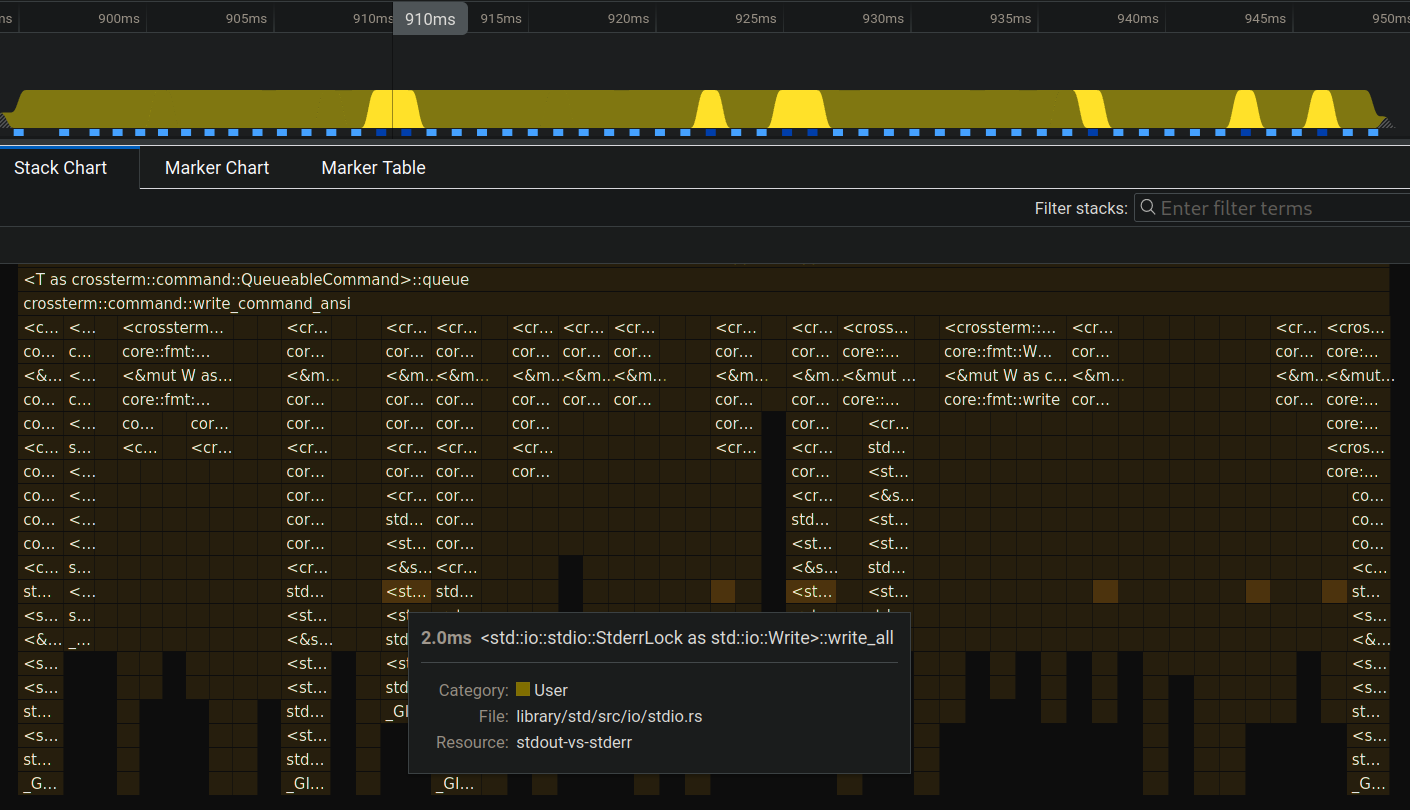 ms 900ms 905ms 910ms 910ms 915ms 920ms 925ms 930ms 935ms 940ms 945ms 950ms
Stack Chart Marker Chart Marker Table
Filter stacks: Enter filter terms
<T as crossterm::command::QueueableCommand>::queue
crossterm::command::write_command_ansi
<c... <... <crossterm... <cr... <cr... <cr... <cr... <cr... <cr... <cr... <cr... <cross... <crossterm::... <cr... <cr... <cros...
co... c... core::fmt:... cor... cor... cor... cor... cor... cor... cor... cor... core::... core::fmt::W... cor... cor... core:...
<&... <... <&mut W as... <&m... <&m... <&m... <&m... <&m... <&m... <&m... <&m... <&mut ... <&mut W as c... <&m... <&m... <&mut...
co... c... core::fmt:... cor... cor... cor... cor... cor... cor... cor... cor... core::... core::fmt::write cor... cor... core:...
co... <... co... cor... cor... cor... cor... cor... cor... cor... <cr... core:...
<c... s... <c... <cr... <cr... <cr... <cr... <cr... <cr... <cr... std... <cros...
co... <... cor... cor... cor... cor... cor... <st... core:...
co... <... cor... <cr... cor... <cr... <&s... co...
co... <... cor... std... cor... std... <st... co...
co... <... cor... <st... cor... <st... <st... co...
<c... s... <cr... <&s... <cr... <&s... std... <c...
st... <... std... <st... std... <st... <st... st...
<s... s... <st... <st <s...
<&... _... <&s... std <&...
<s... <st... <st <s...
<s... <st... std <s...
st... std... _GI st...
<s... <st... <s...
st... std... st...
_G... _GI... _GI... _G...
2.0ms <std::io::stdio::StderrLock as std::io::Write>::write_all
Category: User
File: library/std/src/io/stdio.rs
Resource: stdout-vs-stderr